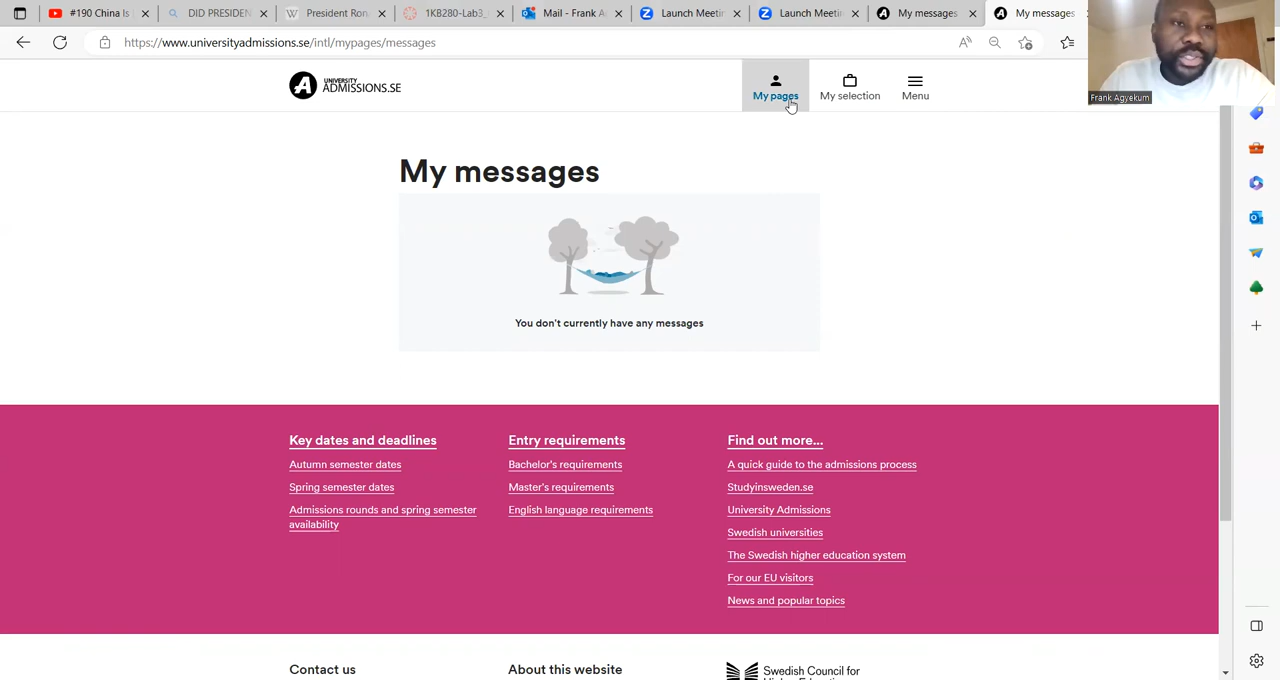 #190 China Is
DID PRESIDEN
President Ron
1KB280-Lab3_
Mail - Frank A
Launch Meetin
Launch Meetin
My messages
My messages
https://www.universityadmissions.se/intl/mypages/messages
UNIVERSITY
ADMISSIONS.SE
My pages
My selection
Menu
Frank Agyekum
My messages
You don't currently have any messages
Key dates and deadlines
Autumn semester dates
Spring semester dates
Admissions rounds and spring semester
availability
Entry requirements
Bachelor's requirements
Master's requirements
English language requirements
Find out more...
A quick guide to the admissions process
Studyinsweden.se
University Admissions
Swedish universities
The Swedish higher education system
For our EU visitors
News and popular topics
Contact us
About this website
Swedish Council for